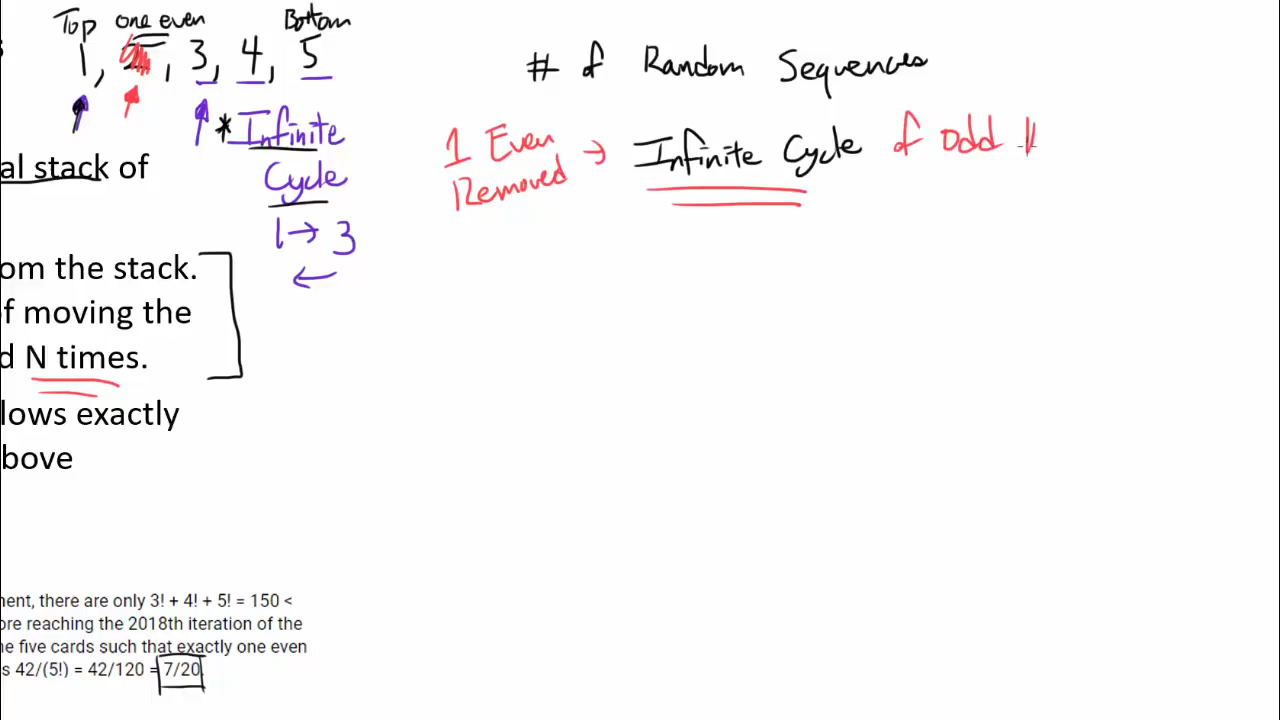 Top one even Bottom
1, , 3, 4, 5
# of Random Sequences
*Infinite
Cycle
1 → 3
←
1 Even
Removed → Infinite Cycle of odd
al stack of
om the stack.
of moving the
d N times.
lows exactly
bove
nent, there are only 3! + 4! + 5! = 150 <
ore reaching the 2018th iteration of the
ne five cards such that exactly one even
s 42/(5!) = 42/120 = 7/20